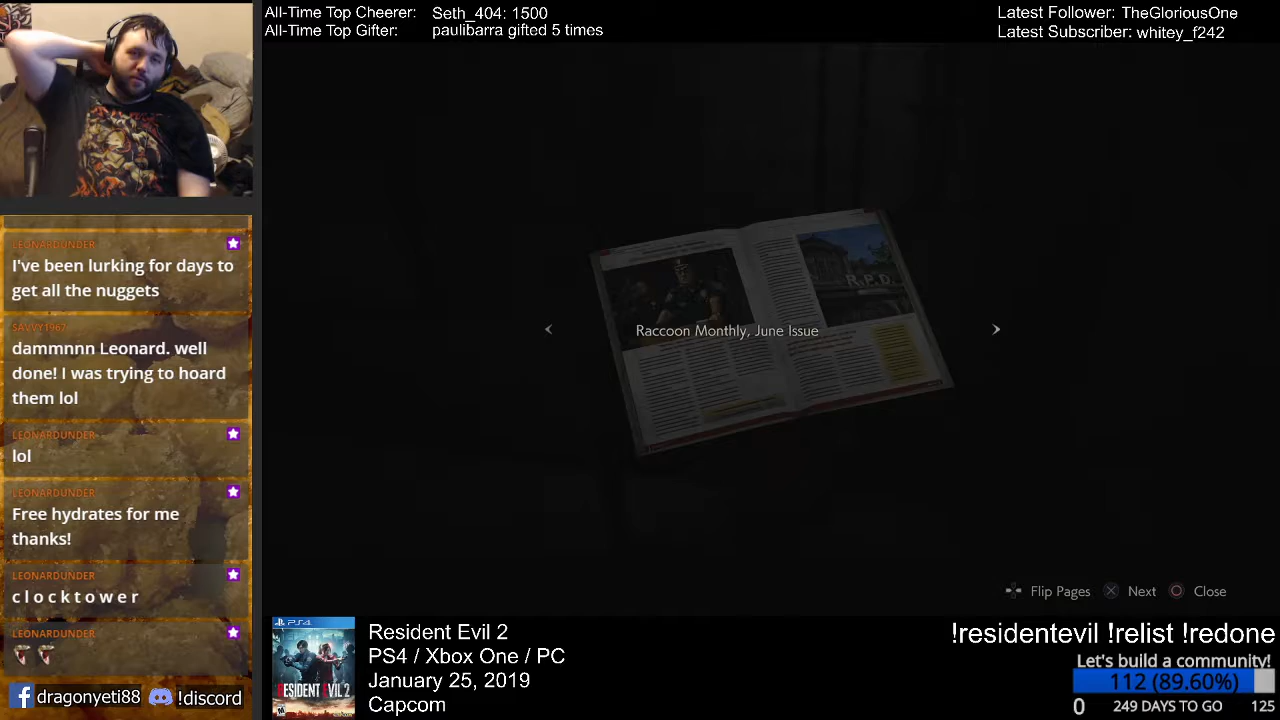 All-Time Top Cheerer: Seth_404: 1500
All-Time Top Gifter: paulibarra gifted 5 times
Latest Follower: TheGloriousOne
Latest Subscriber: whitey_f242
LEONARDUNDER
I've been lurking for days to
get all the nuggets
SAVVY1967
dammnnn Leonard. well
done! I was trying to hoard
them lol
LEONARDUNDER
lol
LEONARDUNDER
Free hydrates for me
thanks!
LEONARDUNDER
c l o c k t o w e r
LEONARDUNDER
R.P.D.
Raccoon Monthly, June Issue
Flip Pages Next Close
PS4
RESIDENT EVIL 2
Resident Evil 2
PS4 / Xbox One / PC
January 25, 2019
Capcom
!residentevil !relist !redone
Let's build a community!
112 (89.60%)
0 249 DAYS TO GO 125
dragonyeti88 !discord